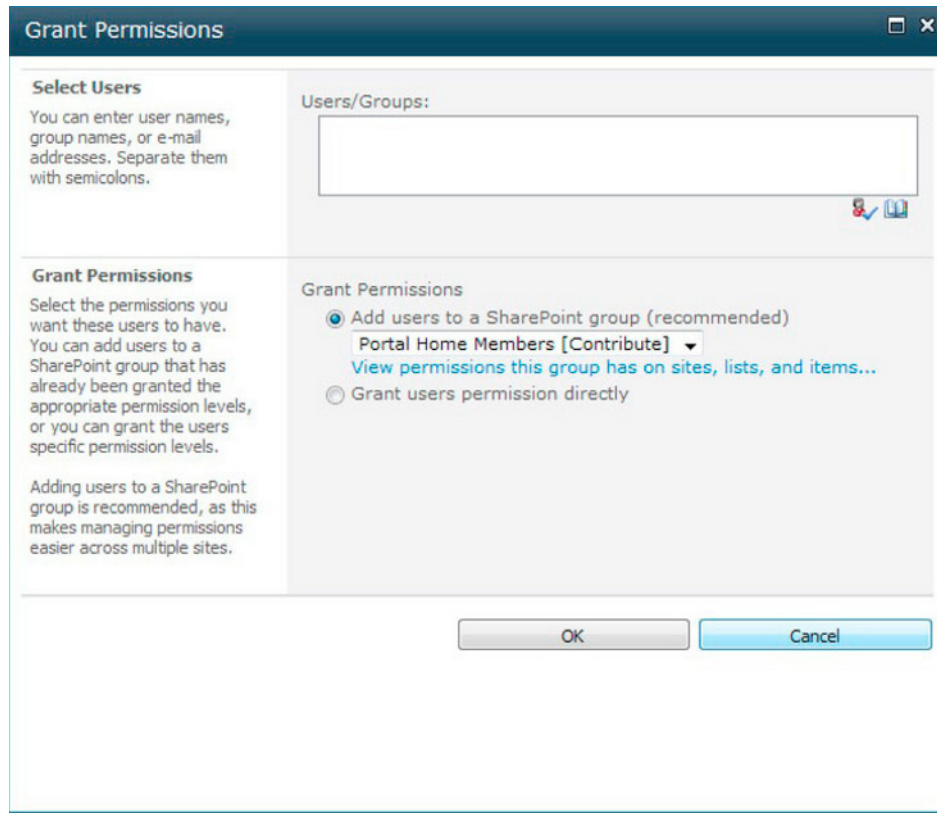 Grant Permissions
Select Users
You can enter user names,
group names, or e-mail
addresses. Separate them
with semicolons.
Users/Groups:
Grant Permissions
Select the permissions you
want these users to have.
You can add users to a
SharePoint group that has
already been granted the
appropriate permission levels,
or you can grant the users
specific permission levels.
Adding users to a SharePoint
group is recommended, as this
makes managing permissions
easier across multiple sites.
Grant Permissions
Add users to a SharePoint group (recommended)
Portal Home Members [Contribute]
View permissions this group has on sites, lists, and items...
Grant users permission directly
OK
Cancel